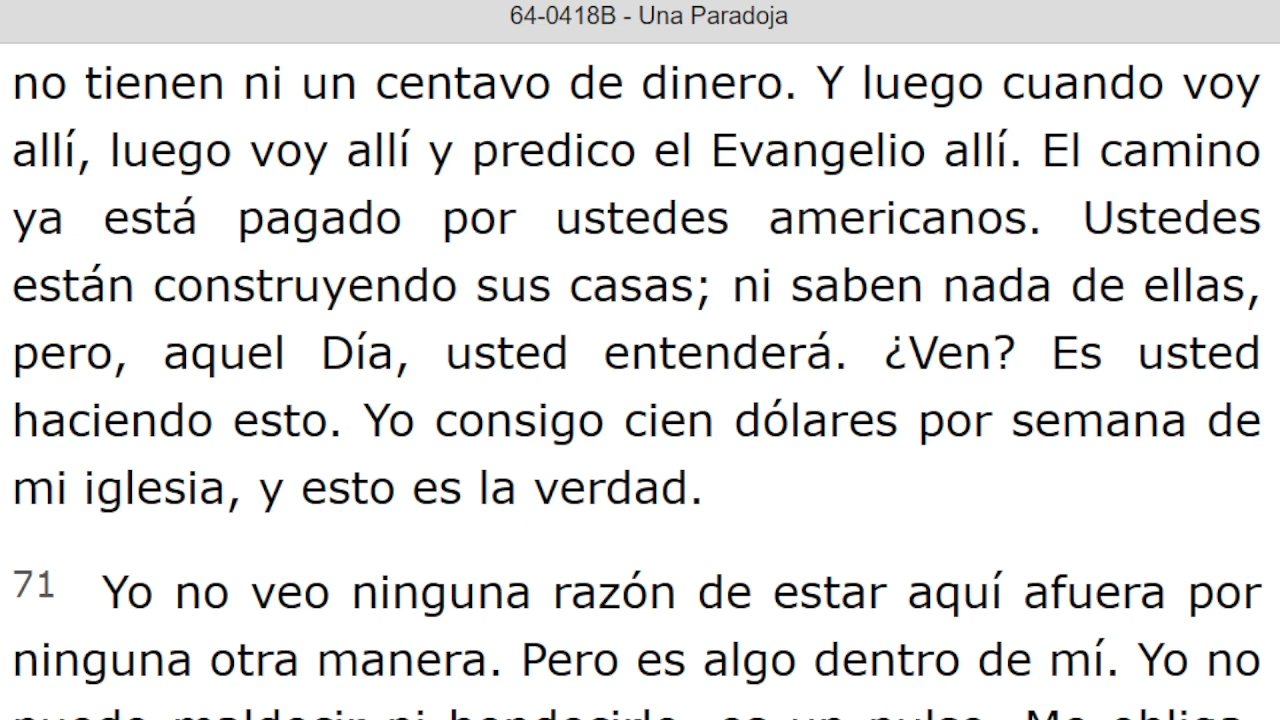 64-0418B - Una Paradoja
no tienen ni un centavo de dinero. Y luego cuando voy
allí, luego voy allí y predico el Evangelio allí. El camino
ya está pagado por ustedes americanos. Ustedes
están construyendo sus casas; ni saben nada de ellas,
pero, aquel Día, usted entenderá. ¿Ven? Es usted
haciendo esto. Yo consigo cien dólares por semana de
mi iglesia, y esto es la verdad.
71 Yo no veo ninguna razón de estar aquí afuera por
ninguna otra manera. Pero es algo dentro de mí. Yo no